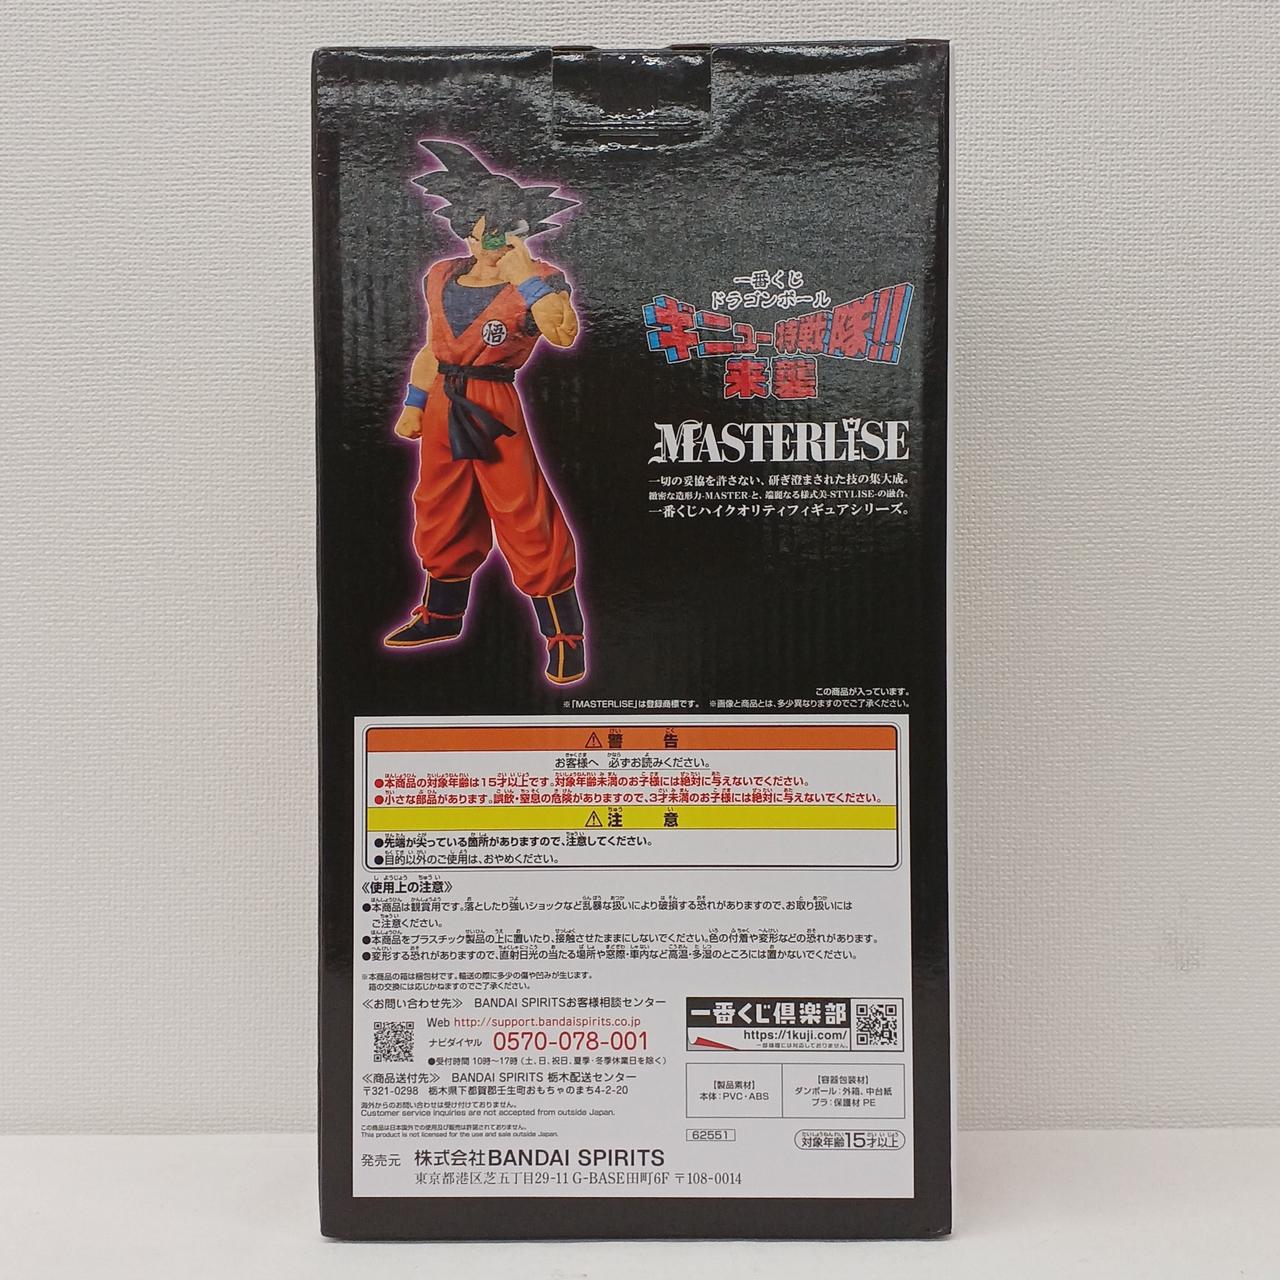 悟
一番くじ
ドラゴンボール
ギニュー特戦隊!!
来襲
MASTERLISE
一切の妥協を許さない、研ぎ澄まされた技の集大成。
緻密な造形力-MASTER-と、端麗なる様式美-STYLISE-の融合。
一番くじハイクオリティフィギュアシリーズ。
この商品が入っています。
※「MASTERLISE」は登録商標です。 ※画像と商品とは、多少異なりますのでご了承ください。
⚠警告
お客様へ 必ずお読みください。
●本商品の対象年齢は15才以上です。対象年齢未満のお子様には絶対に与えないでください。
●小さな部品があります。誤飲・窒息の危険がありますので、3才未満のお子様には絶対に与えないでください。
⚠注意
●先端が尖っている箇所がありますので、注意してください。
●目的以外のご使用は、おやめください。
《使用上の注意》
●本商品は観賞用です。落としたり強いショックなど乱暴な扱いにより破損する恐れがありますので、お取り扱いには
ご注意ください。
●本商品をプラスチック製品の上に置いたり、接触させたままにしないでください。色の付着や変形などの恐れがあります。
●変形する恐れがありますので、直射日光の当たる場所や窓際・車内など高温・多湿のところには置かないでください。
※本商品の箱は梱包材です。輸送の際に多少の傷や凹みが生じます。
箱の交換には応じかねますのでご了承ください。
≪お問い合わせ先≫ BANDAI SPIRITSお客様相談センター
Web http://support.bandaispirits.co.jp
ナビダイヤル 0570-078-001
●受付時間 10時〜17時 (土、日、祝日、夏季・冬季休業日を除く)
≪商品送付先≫ BANDAI SPIRITS 栃木配送センター
〒321-0298 栃木県下都賀郡壬生町おもちゃのまち4-2-20
海外からのお問い合わせは受け付けておりません。
Customer service inquiries are not accepted from outside Japan.
この商品は日本国外での使用及び販売は許諾されておりません。
This product is not licensed for the use and sale outside Japan.
一番くじ倶楽部
https://1kuji.com/
一部機種には対応しておりません。
【製品素材】
本体:PVC・ABS
【容器包装材】
ダンボール:外箱、中台紙
プラ:保護材 PE
62551
対象年齢15才以上
発売元 株式会社BANDAI SPIRITS
東京都港区芝五丁目29-11 G-BASE田町6F 〒108-0014